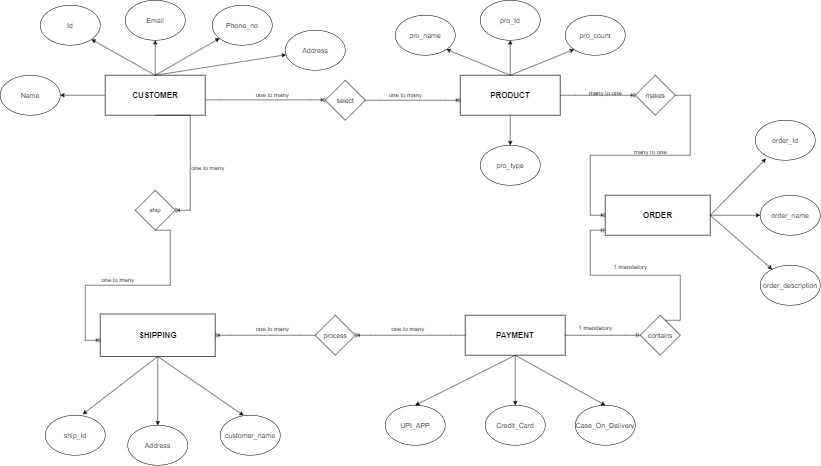 Id
Email
Phone_no
Address
Name
CUSTOMER
one to many
select
one to many
pro_name
pro_Id
pro_count
PRODUCT
pro_type
many to one
makes
many to one
order_Id
ORDER
order_name
order_description
one to many
ship
one to many
1 mandatory
SHIPPING
one to many
process
one to many
PAYMENT
1 mandatory
contains
ship_Id
Address
customer_name
UPI_APP
Credit_Card
Case_On_Delivery